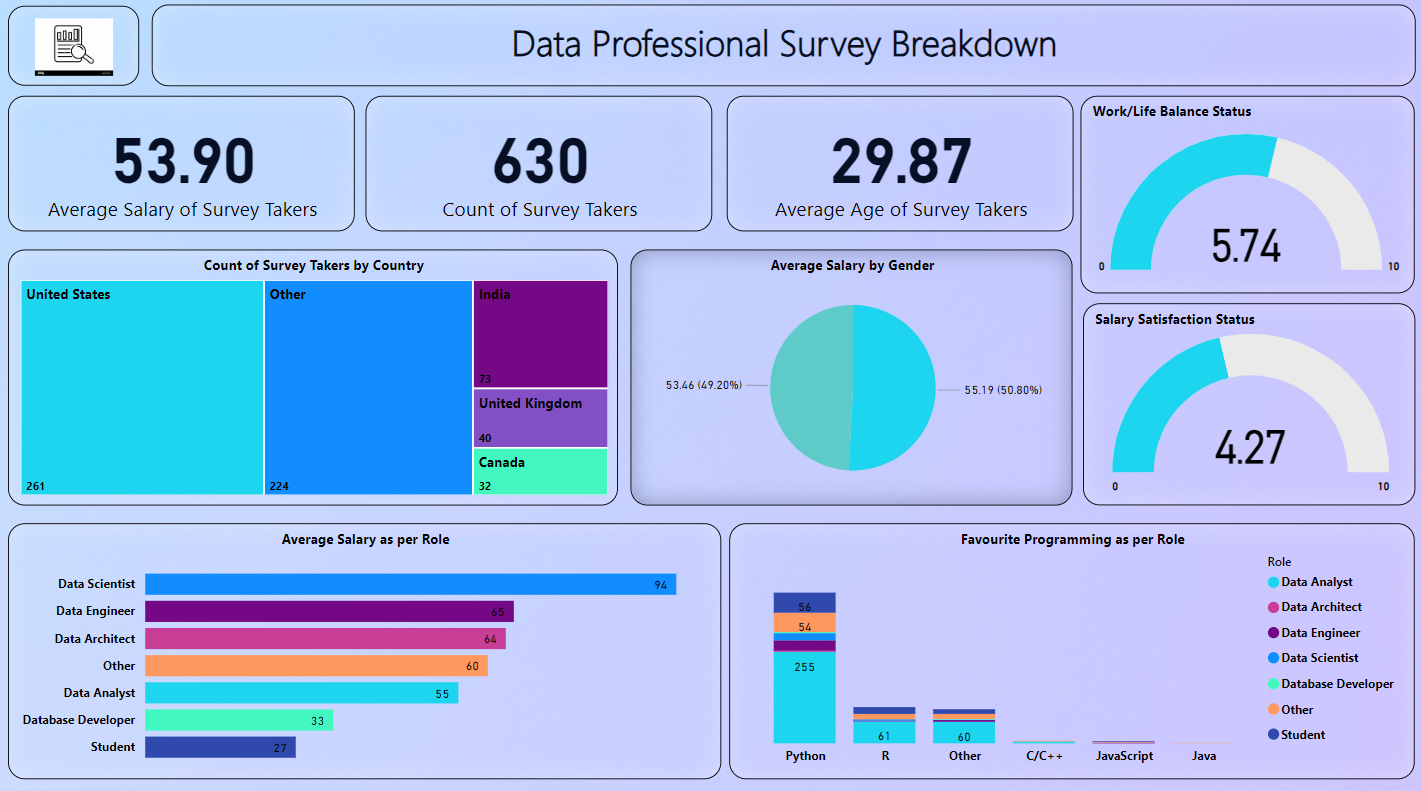 Data Professional Survey Breakdown
53.90
Average Salary of Survey Takers
630
Count of Survey Takers
29.87
Average Age of Survey Takers
Work/Life Balance Status
5.74
0
10
Count of Survey Takers by Country
United States
261
Other
224
India
73
United Kingdom
40
Canada
32
Average Salary by Gender
53.46 (49.20%)
55.19 (50.80%)
Salary Satisfaction Status
4.27
0
10
Average Salary as per Role
Data Scientist 94
Data Engineer 65
Data Architect 64
Other 60
Data Analyst 55
Database Developer 33
Student 27
Favourite Programming as per Role
56
54
255
61
60
Python R Other C/C++ JavaScript Java
Role
Data Analyst
Data Architect
Data Engineer
Data Scientist
Database Developer
Other
Student